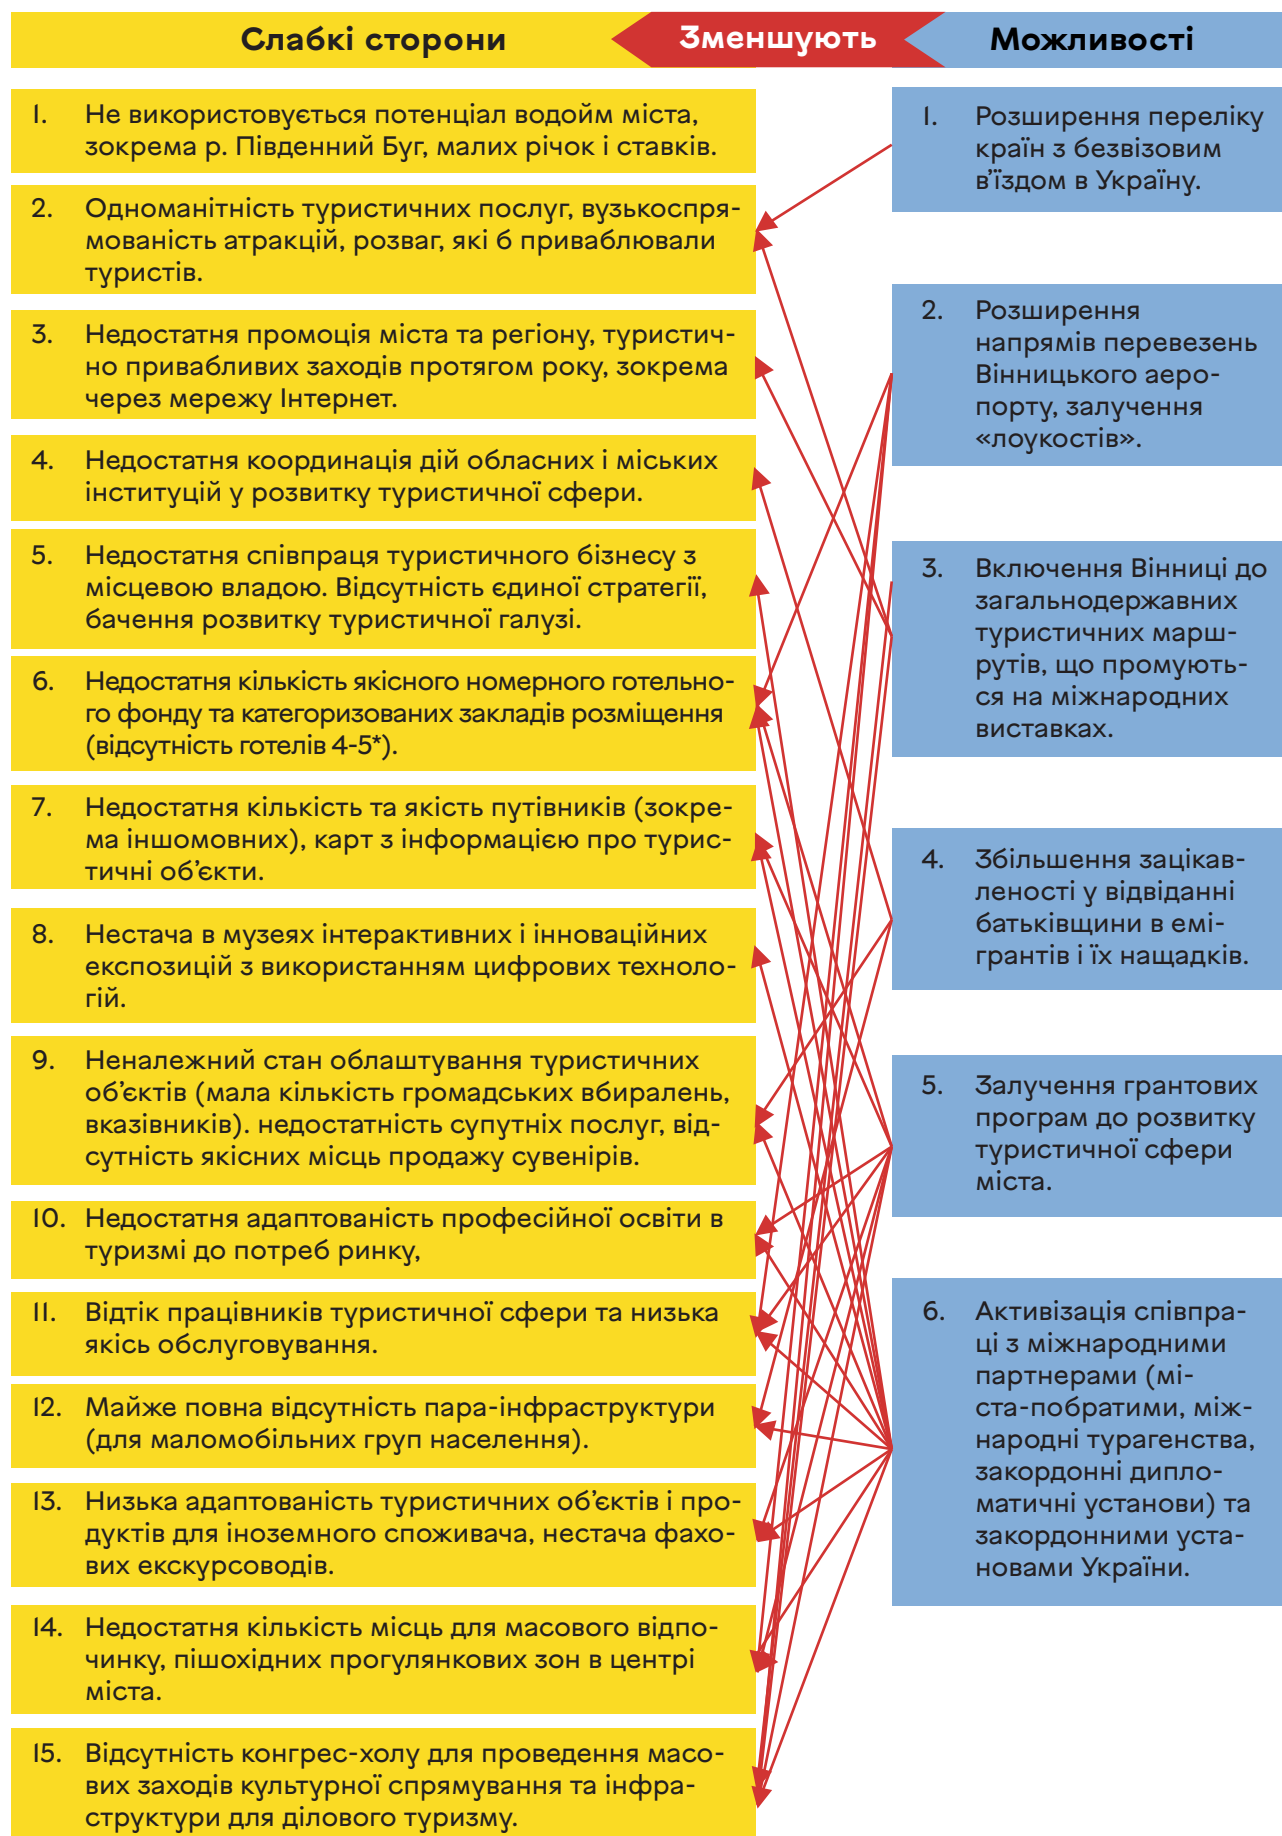 Слабкі сторони
Зменшують
Можливості
1. Не використовується потенціал водойм міста,
зокрема р. Південний Буг, малих річок і ставків.
2. Одноманітність туристичних послуг, вузькоспря-
мованість атракцій, розваг, які б приваблювали
туристів.
3. Недостатня промоція міста та регіону, туристич-
но привабливих заходів протягом року, зокрема
через мережу Інтернет.
4. Недостатня координація дій обласних і міських
інституцій у розвитку туристичної сфери.
5. Недостатня співпраця туристичного бізнесу з
місцевою владою. Відсутність єдиної стратегії,
бачення розвитку туристичної галузі.
6. Недостатня кількість якісного номерного готельно-
го фонду та категоризованих закладів розміщення
(відсутність готелів 4-5*).
7. Недостатня кількість та якість путівників (зокре-
ма іншомовних), карт з інформацією про турис-
тичні об’єкти.
8. Нестача в музеях інтерактивних і інноваційних
експозицій з використанням цифрових техноло-
гій.
9. Неналежний стан облаштування туристичних
об’єктів (мала кількість громадських вбиралень,
вказівників). недостатність супутніх послуг, від-
сутність якісних місць продажу сувенірів.
10. Недостатня адаптованість професійної освіти в
туризмі до потреб ринку,
11. Відтік працівників туристичної сфери та низька
якісь обслуговування.
12. Майже повна відсутність пара-інфраструктури
(для маломобільних груп населення).
13. Низька адаптованість туристичних об’єктів і про-
дуктів для іноземного споживача, нестача фахо-
вих екскурсоводів.
14. Недостатня кількість місць для масового відпо-
чинку, пішохідних прогулянкових зон в центрі
міста.
15. Відсутність конгрес-холу для проведення масо-
вих заходів культурної спрямування та інфра-
структури для ділового туризму.
1. Розширення переліку
країн з безвізовим
в’їздом в Україну.
2. Розширення
напрямів перевезень
Вінницького аеро-
порту, залучення
«лоукостів».
3. Включення Вінниці до
загальнодержавних
туристичних марш-
рутів, що промують-
ся на міжнародних
виставках.
4. Збільшення зацікав-
леності у відвіданні
батьківщини в емі-
грантів і їх нащадків.
5. Залучення грантових
програм до розвитку
туристичної сфери
міста.
6. Активізація співпра-
ці з міжнародними
партнерами (мі-
ста-побратими, між-
народні турагенства,
закордонні дипло-
матичні установи) та
закордонними уста-
новами України.